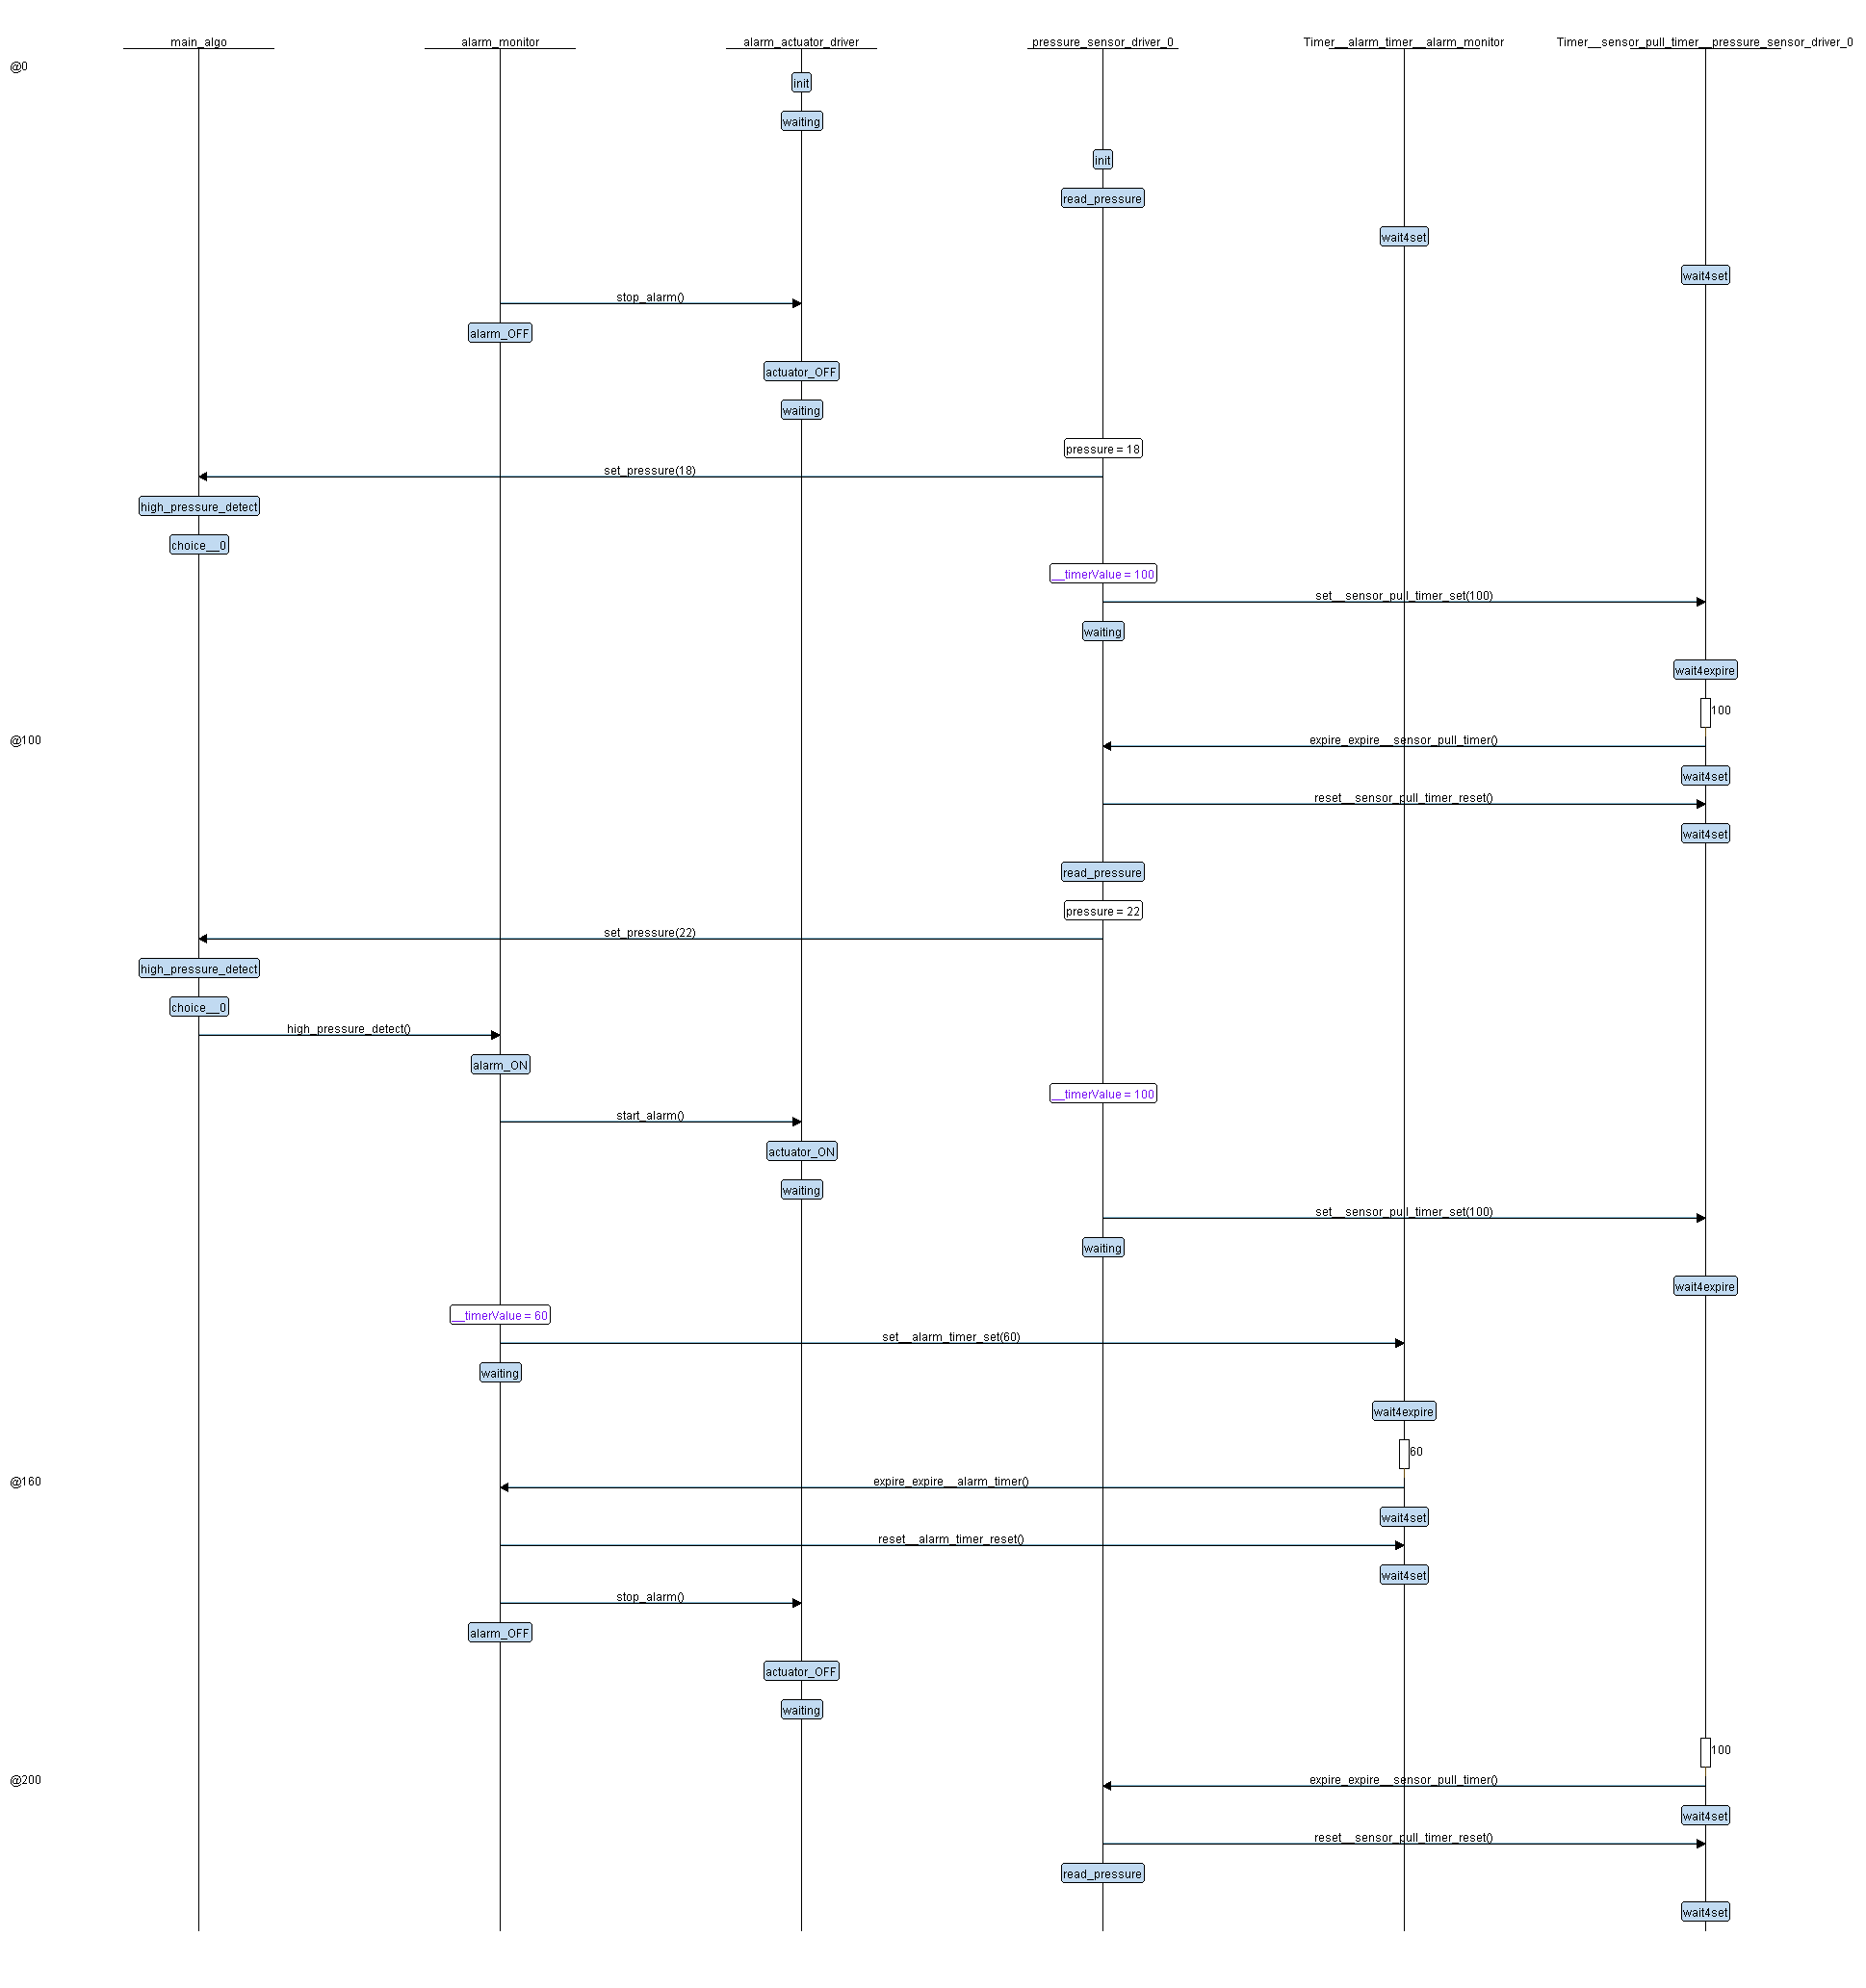 main_algo
alarm_monitor
alarm_actuator_driver
pressure_sensor_driver_0
Timer__alarm_timer__alarm_monitor
Timer__sensor_pull_timer__pressure_sensor_driver_0
@0
init
waiting
init
read_pressure
wait4set
wait4set
stop_alarm()
alarm_OFF
actuator_OFF
waiting
pressure = 18
set_pressure(18)
high_pressure_detect
choice__0
__timerValue = 100
set__sensor_pull_timer_set(100)
waiting
wait4expire
100
@100
expire_expire__sensor_pull_timer()
wait4set
reset__sensor_pull_timer_reset()
wait4set
read_pressure
pressure = 22
set_pressure(22)
high_pressure_detect
choice__0
high_pressure_detect()
alarm_ON
__timerValue = 100
start_alarm()
actuator_ON
waiting
set__sensor_pull_timer_set(100)
waiting
wait4expire
__timerValue = 60
set__alarm_timer_set(60)
waiting
wait4expire
60
@160
expire_expire__alarm_timer()
wait4set
reset__alarm_timer_reset()
wait4set
stop_alarm()
alarm_OFF
actuator_OFF
waiting
100
@200
expire_expire__sensor_pull_timer()
wait4set
reset__sensor_pull_timer_reset()
read_pressure
wait4set